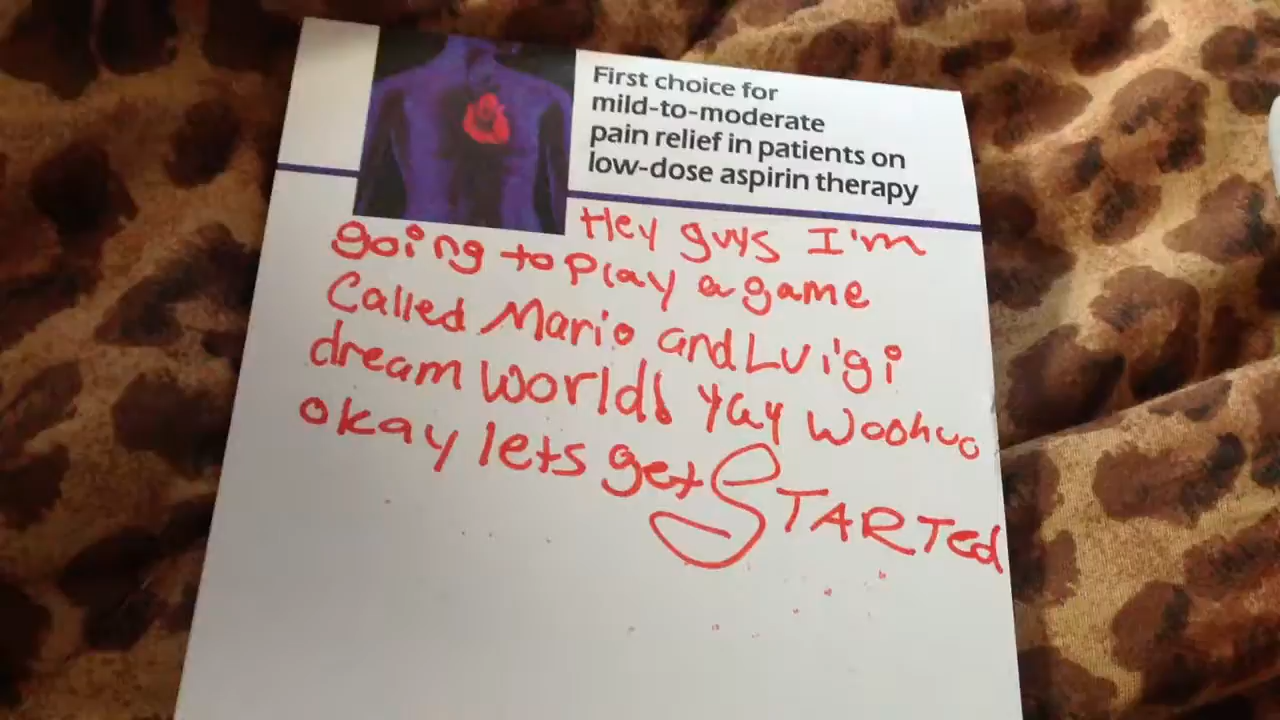 First choice for
mild-to-moderate
pain relief in patients on
low-dose aspirin therapy
Hey guys I'm
going to play a game
Called Mario and Luigi
dream world! yay woohuo
okay lets get STARTed